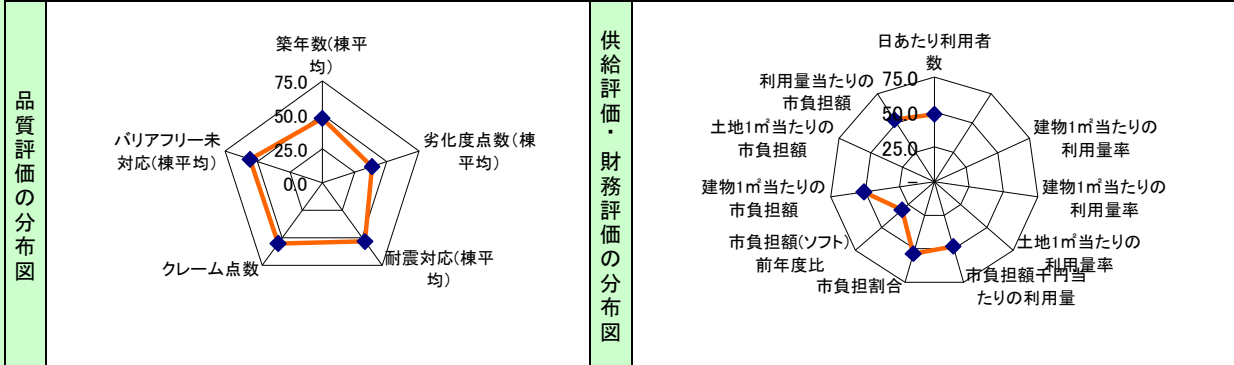 品質評価の分布図
築年数(棟平
均)
75.0
50.0
25.0
0.0
劣化度点数(棟
平均)
耐震対応(棟平
均)
クレーム点数
バリアフリー未
対応(棟平均)
供給評価・財務評価の分布図
日あたり利用者
数
75.0
50.0
25.0
－
建物1㎡当たりの
利用量率
建物1㎡当たりの
利用量率
土地1㎡当たりの
利用量率
市負担額千円当
たりの利用量
市負担割合
市負担額(ソフト)
前年度比
建物1㎡当たりの
市負担額
土地1㎡当たりの
市負担額
利用量当たりの
市負担額